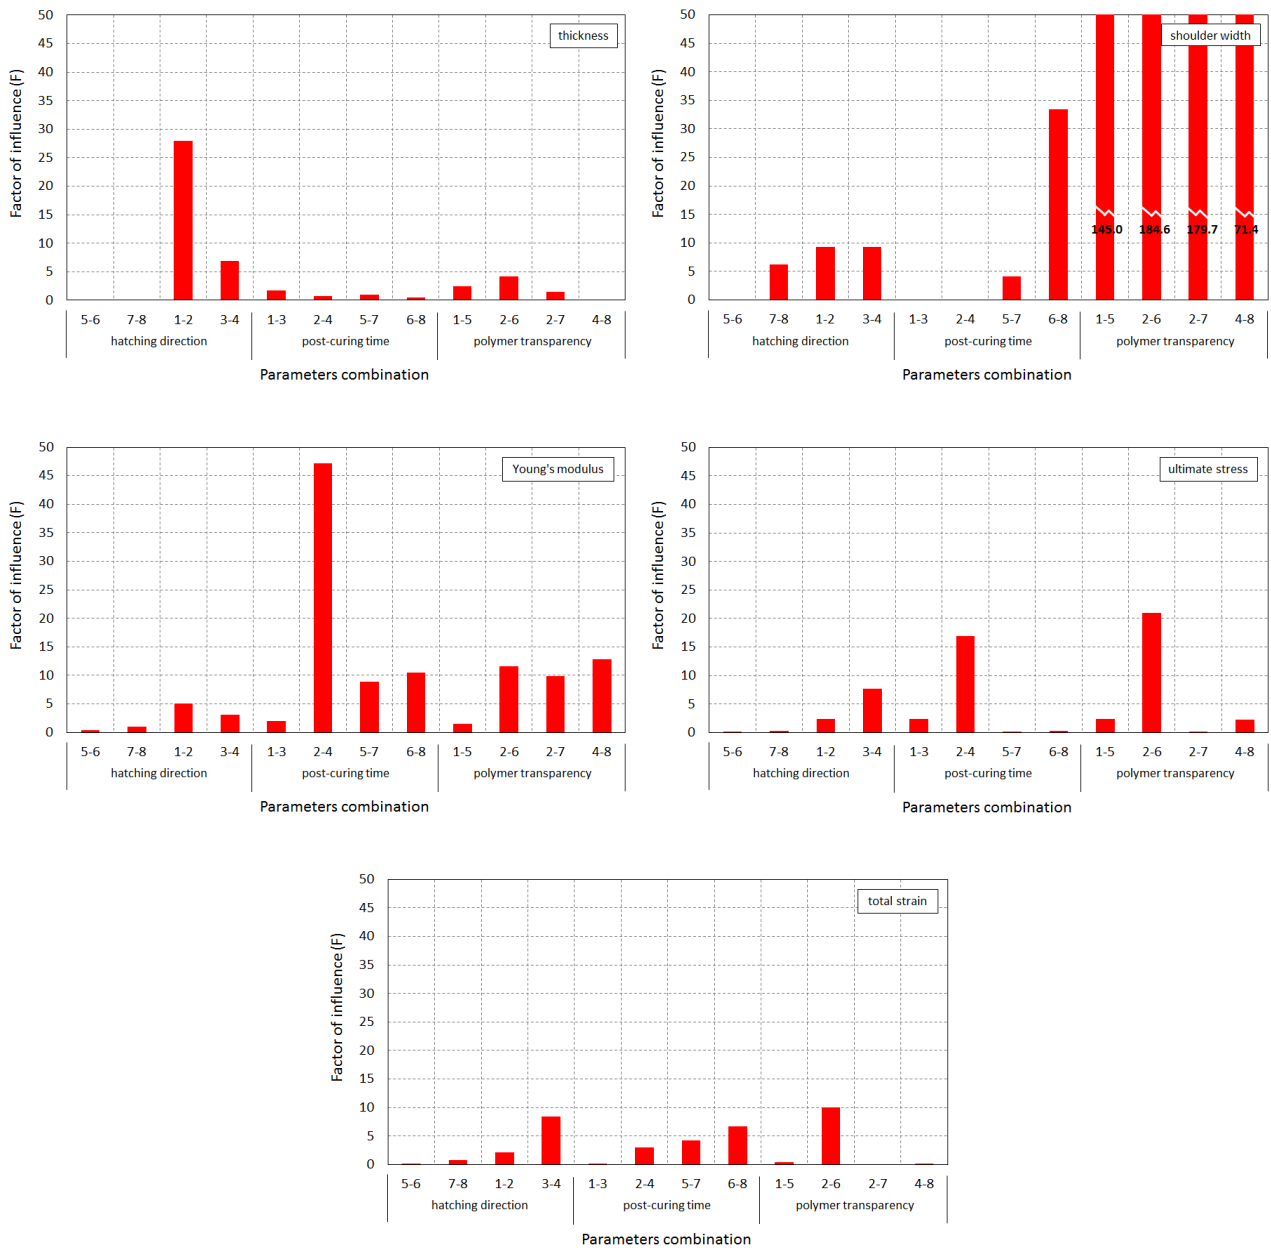 thickness
Factor of influence (F)
50
45
40
35
30
25
20
15
10
5
0
5-6 7-8 1-2 3-4 1-3 2-4 5-7 6-8 1-5 2-6 2-7 4-8
hatching direction post-curing time polymer transparency
Parameters combination
shoulder width
Factor of influence (F)
50
45
40
35
30
25
20
15
10
5
0
145.0 184.6 179.7 71.4
5-6 7-8 1-2 3-4 1-3 2-4 5-7 6-8 1-5 2-6 2-7 4-8
hatching direction post-curing time polymer transparency
Parameters combination
Young's modulus
Factor of influence (F)
50
45
40
35
30
25
20
15
10
5
0
5-6 7-8 1-2 3-4 1-3 2-4 5-7 6-8 1-5 2-6 2-7 4-8
hatching direction post-curing time polymer transparency
Parameters combination
ultimate stress
Factor of influence (F)
50
45
40
35
30
25
20
15
10
5
0
5-6 7-8 1-2 3-4 1-3 2-4 5-7 6-8 1-5 2-6 2-7 4-8
hatching direction post-curing time polymer transparency
Parameters combination
total strain
Factor of influence (F)
50
45
40
35
30
25
20
15
10
5
0
5-6 7-8 1-2 3-4 1-3 2-4 5-7 6-8 1-5 2-6 2-7 4-8
hatching direction post-curing time polymer transparency
Parameters combination